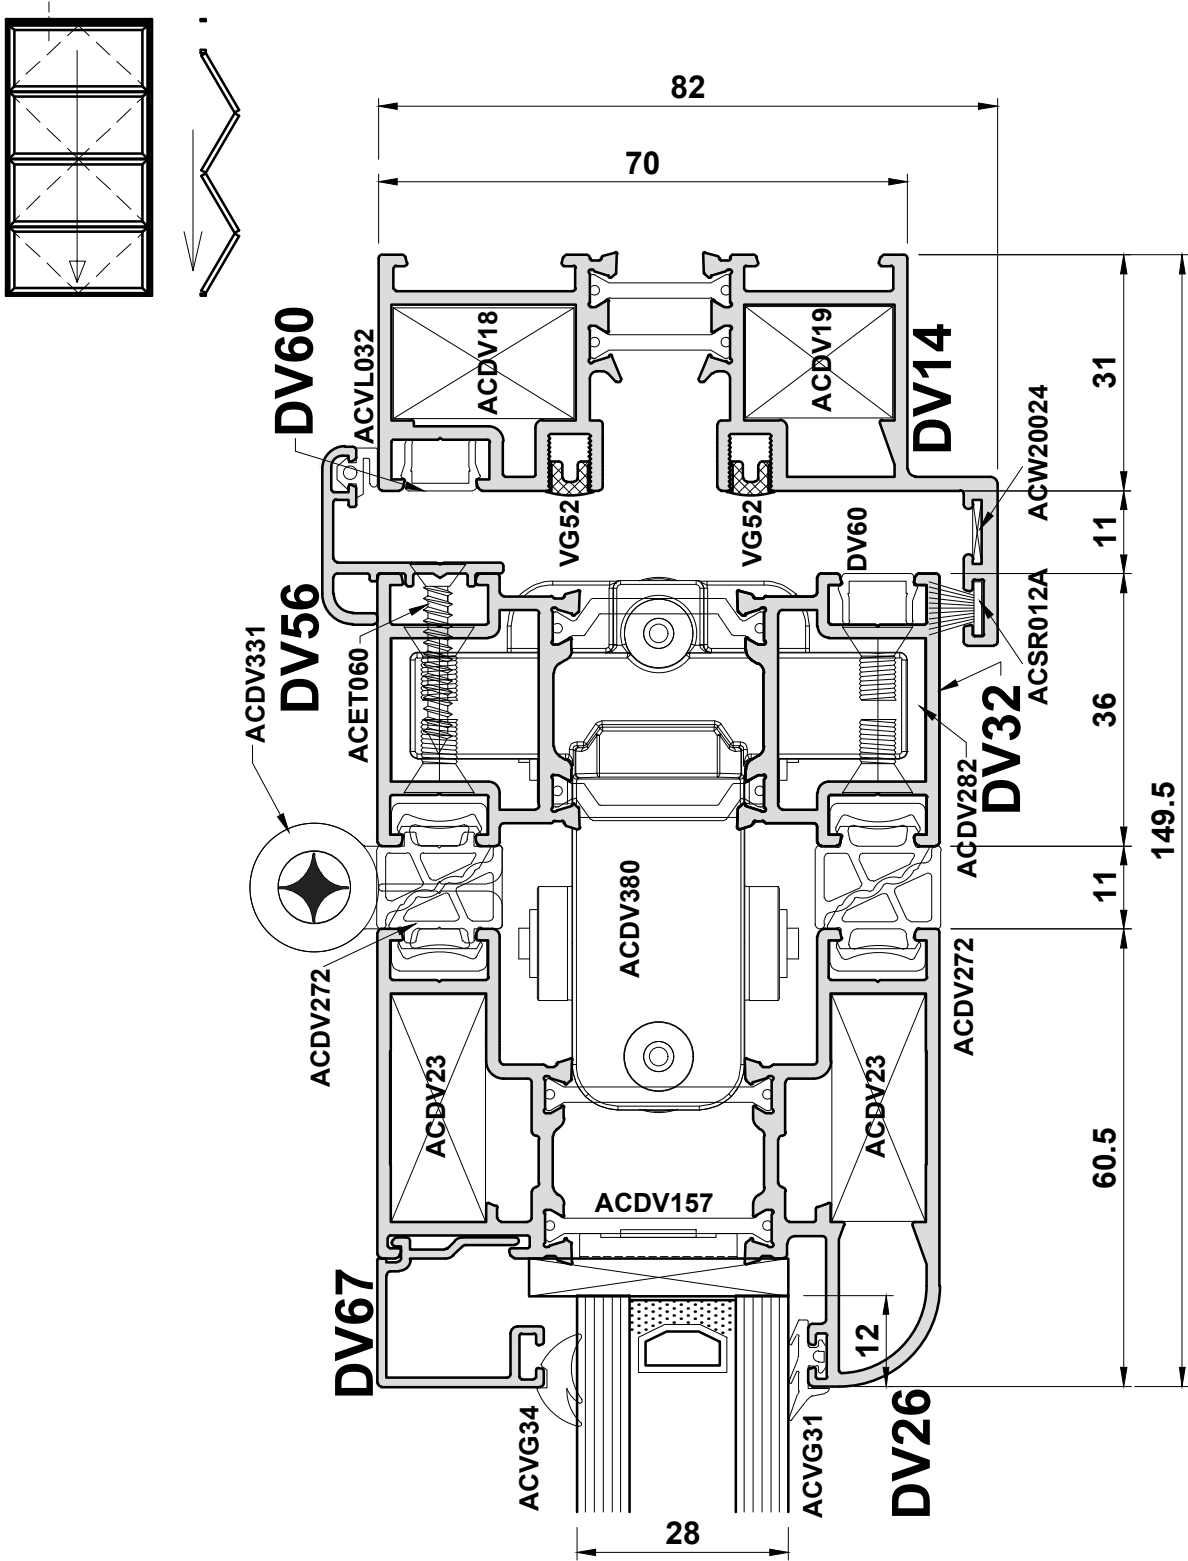 82
70
DV60
ACVL032
ACDV18
ACDV19
DV14
31
ACW20024
VG52
VG52
DV60
11
DV56
ACDV331
ACET060
ACSR012A
DV32
ACDV282
36
149.5
ACDV380
11
ACDV272
ACDV272
ACDV23
ACDV23
60.5
ACDV157
DV67
12
ACVG34
ACVG31
DV26
28